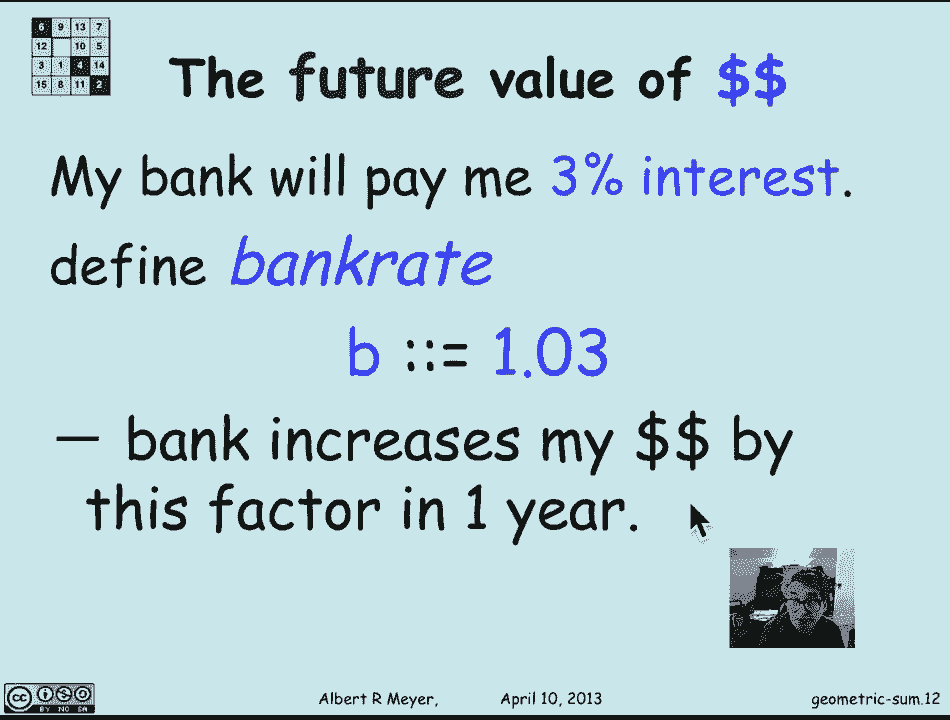 6 9 13 7
12 10 5
3 1 4 14
15 8 11 2
The future value of $$
My bank will pay me 3% interest.
define bankrate
b ::= 1.03
— bank increases my $$ by
this factor in 1 year.
cc BY NC SA
Albert R Meyer, April 10, 2013 geometric-sum.12